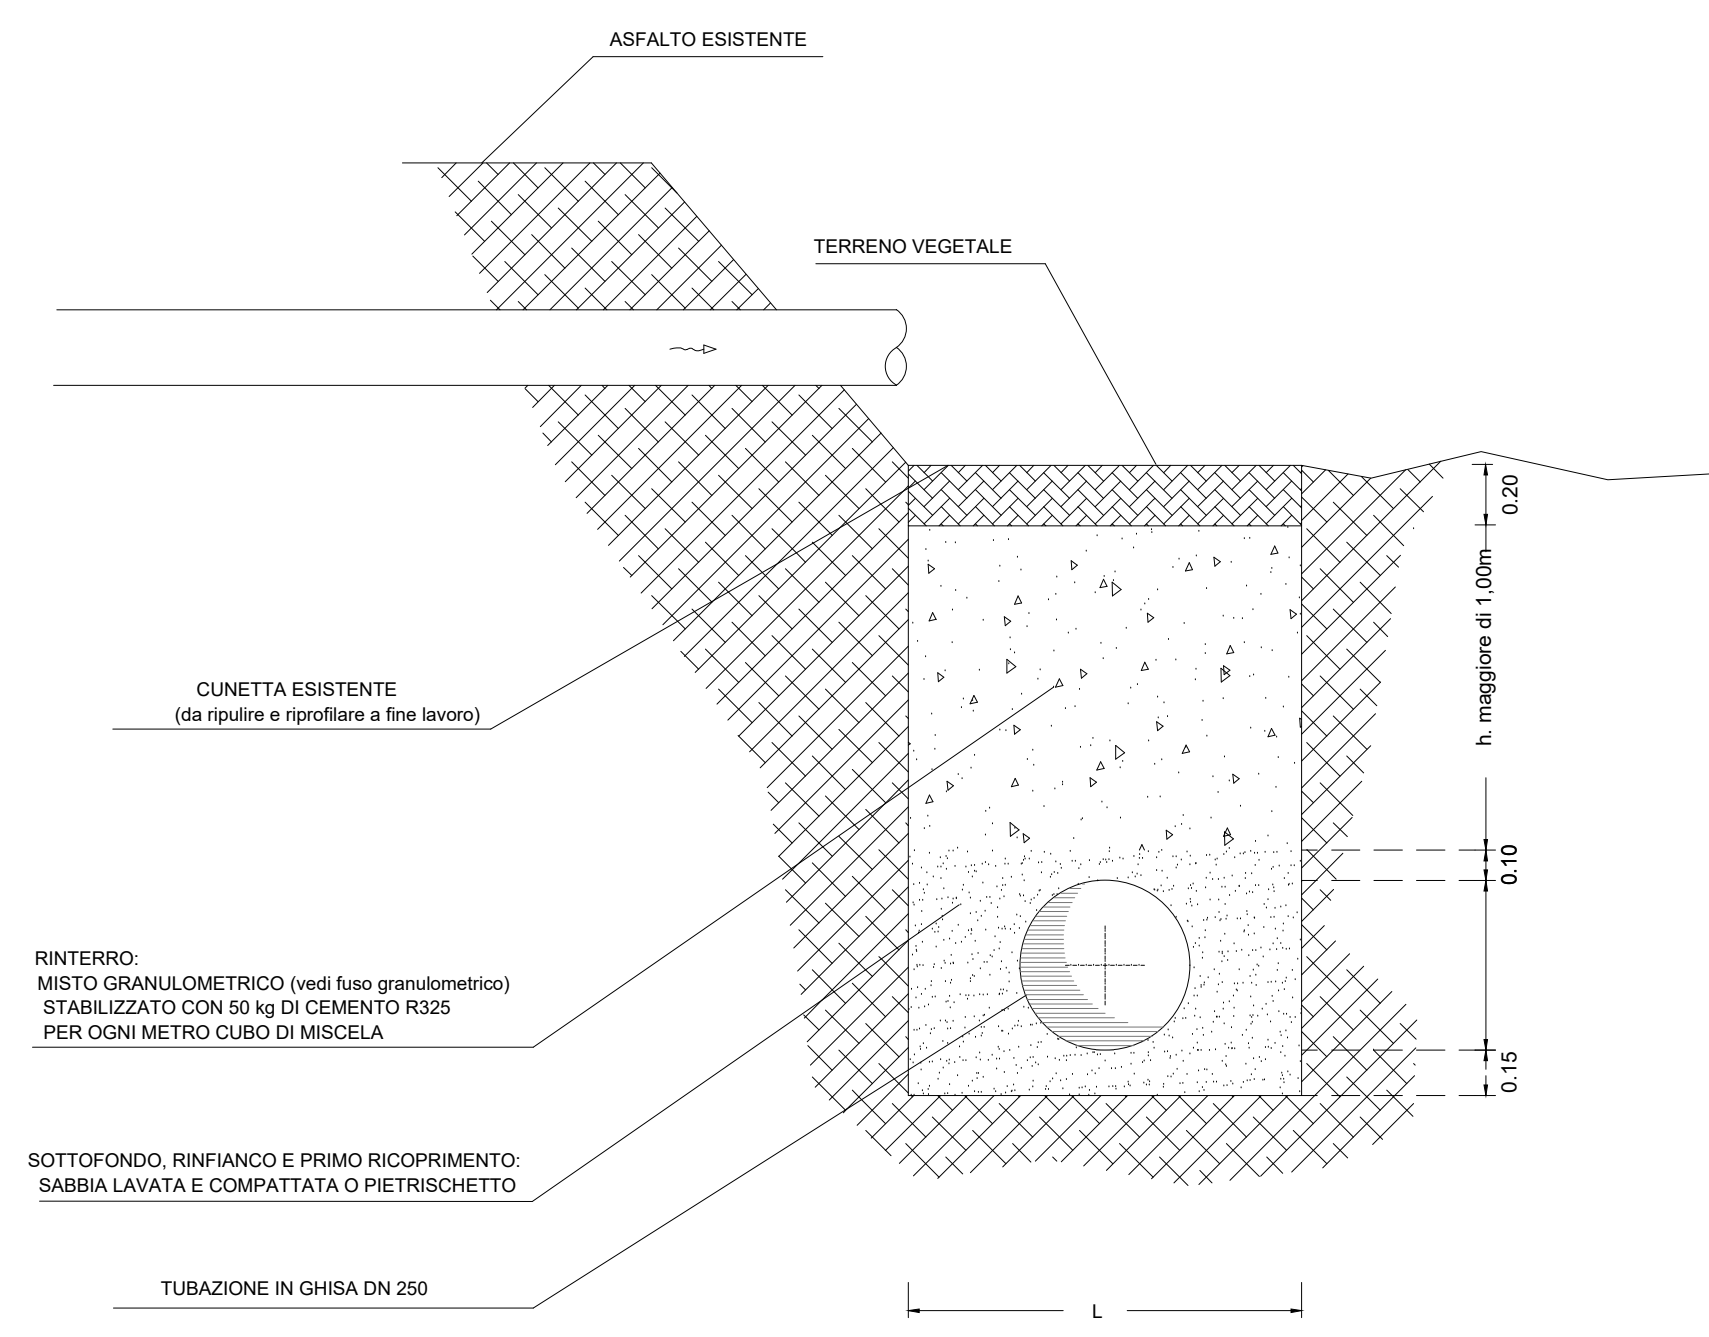 ASFALTO ESISTENTE
TERRENO VEGETALE
0.20
h. maggiore di 1,00m
CUNETTA ESISTENTE
(da ripulire e riprofilare a fine lavoro)
0.10
RINTERRO:
MISTO GRANULOMETRICO (vedi fuso granulometrico)
STABILIZZATO CON 50 kg DI CEMENTO R325
PER OGNI METRO CUBO DI MISCELA
0.15
SOTTOFONDO, RINFIANCO E PRIMO RICOPRIMENTO:
SABBIA LAVATA E COMPATTATA O PIETRISCHETTO
TUBAZIONE IN GHISA DN 250
L